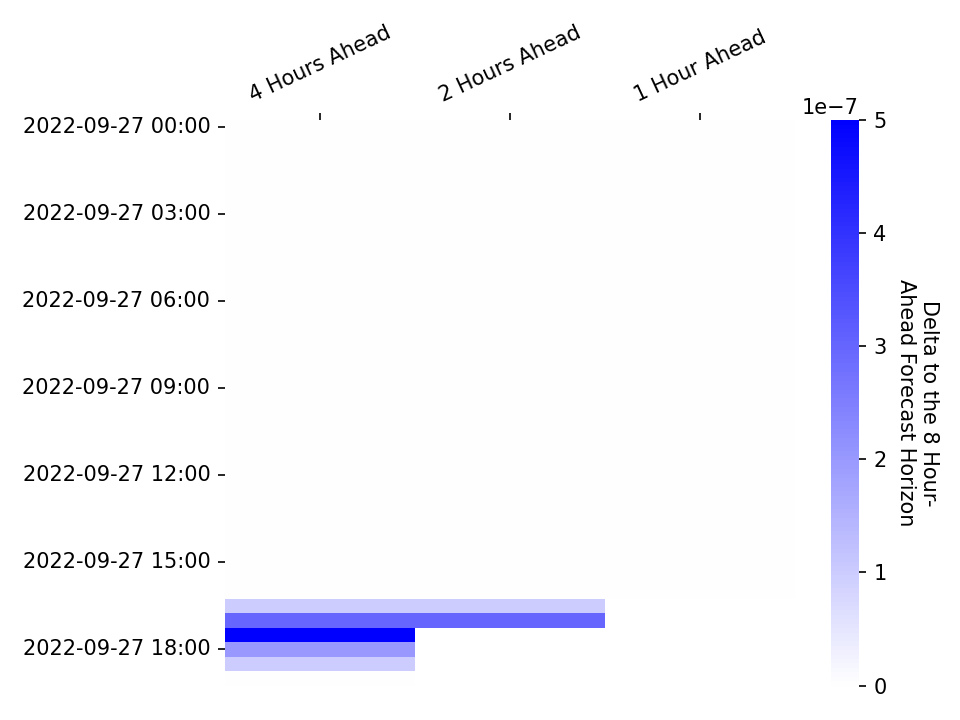 4 Hours Ahead
2 Hours Ahead
1 Hour Ahead
1e−7
2022-09-27 00:00
2022-09-27 03:00
2022-09-27 06:00
2022-09-27 09:00
2022-09-27 12:00
2022-09-27 15:00
2022-09-27 18:00
5
4
3
2
1
0
Delta to the 8 Hour-
Ahead Forecast Horizon